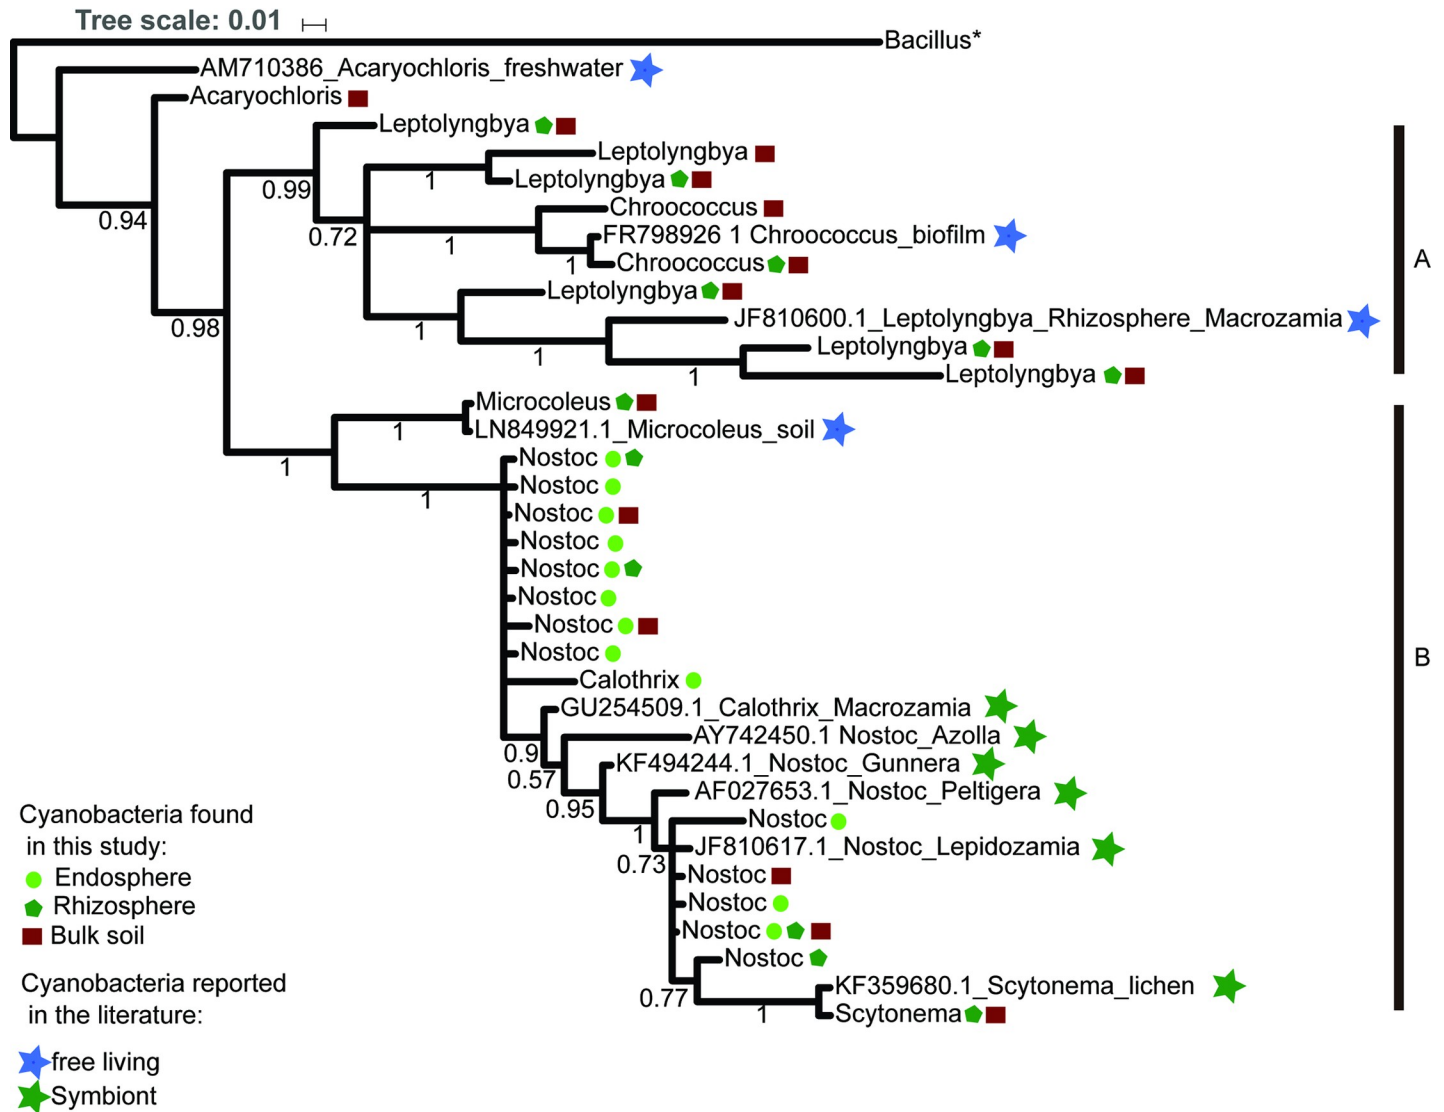 Tree scale: 0.01
Bacillus*
AM710386_Acaryochloris_freshwater
Acaryochloris
Leptolyngbya
A
Leptolyngbya
1
0.99
Leptolyngbya
Chroococcus
0.94
0.72
FR798926 1 Chroococcus_biofilm
1
1
Chroococcus
Leptolyngbya
0.98
1
JF810600.1_Leptolyngbya_Rhizosphere_Macrozamia
1
Leptolyngbya
1
Leptolyngbya
Microcoleus
1
LN849921.1_Microcoleus_soil
B
1
Nostoc
1
Nostoc
Nostoc
Nostoc
Nostoc
Nostoc
Nostoc
Nostoc
Calothrix
GU254509.1_Calothrix_Macrozamia
0.9
AY742450.1 Nostoc_Azolla
0.57
KF494244.1_Nostoc_Gunnera
0.95
AF027653.1_Nostoc_Peltigera
1
Nostoc
0.73
JF810617.1_Nostoc_Lepidozamia
Nostoc
Nostoc
Nostoc
Nostoc
0.77
KF359680.1_Scytonema_lichen
1
Scytonema
Cyanobacteria found
in this study:
Endosphere
Rhizosphere
Bulk soil
Cyanobacteria reported
in the literature:
free living
Symbiont